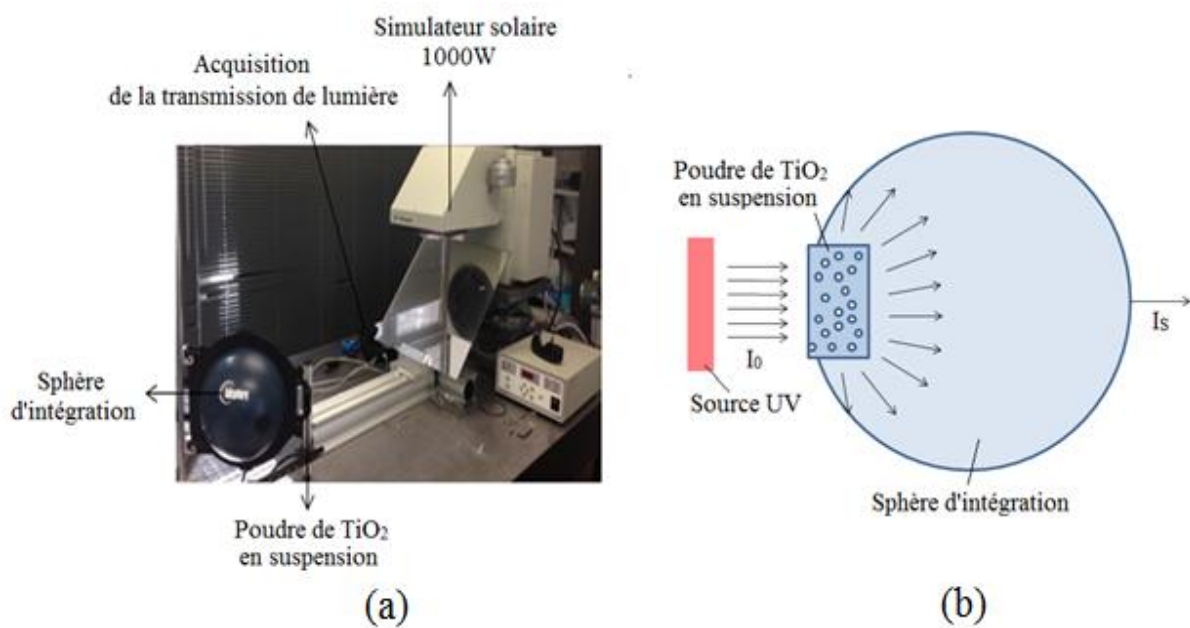 Simulateur solaire
1000W
Acquisition
de la transmission de lumière
Sphère
d'intégration
Poudre de TiO2
en suspension
(a)
Poudre de TiO2
en suspension
I0
Source UV
IS
Sphère d'intégration
(b)